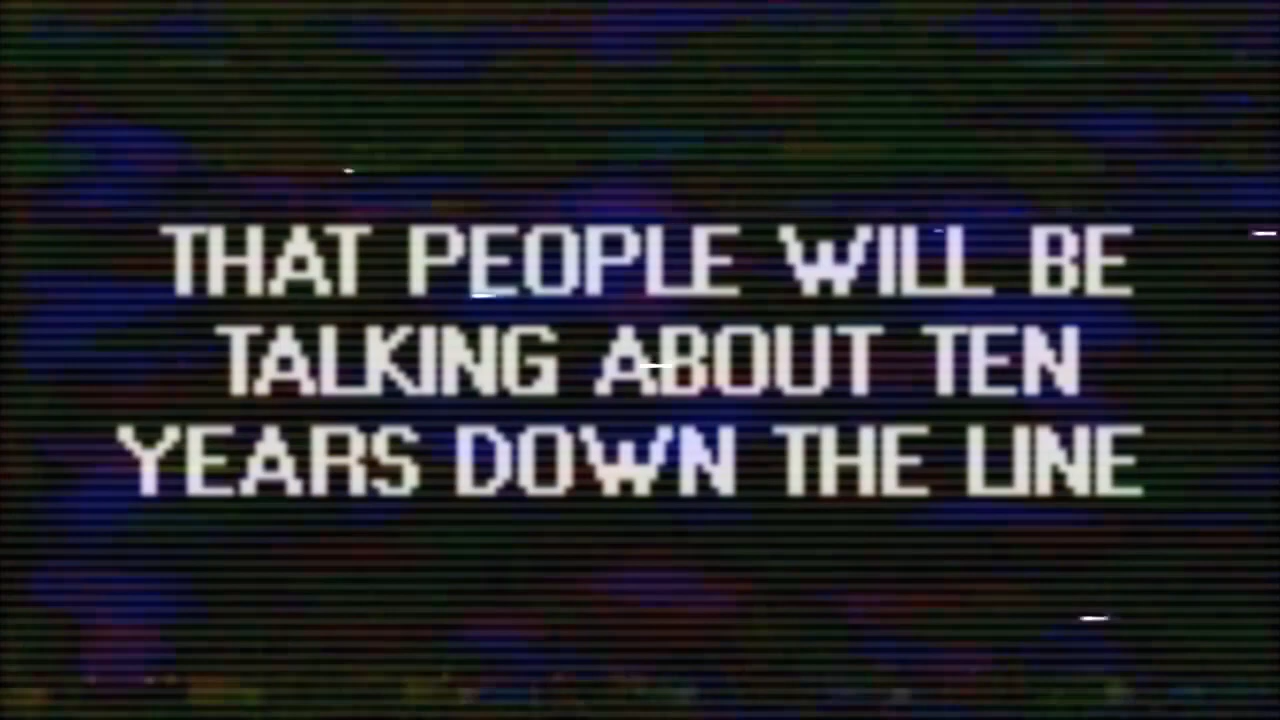 THAT PEOPLE WILL BE
TALKING ABOUT TEN
YEARS DOWN THE LINE